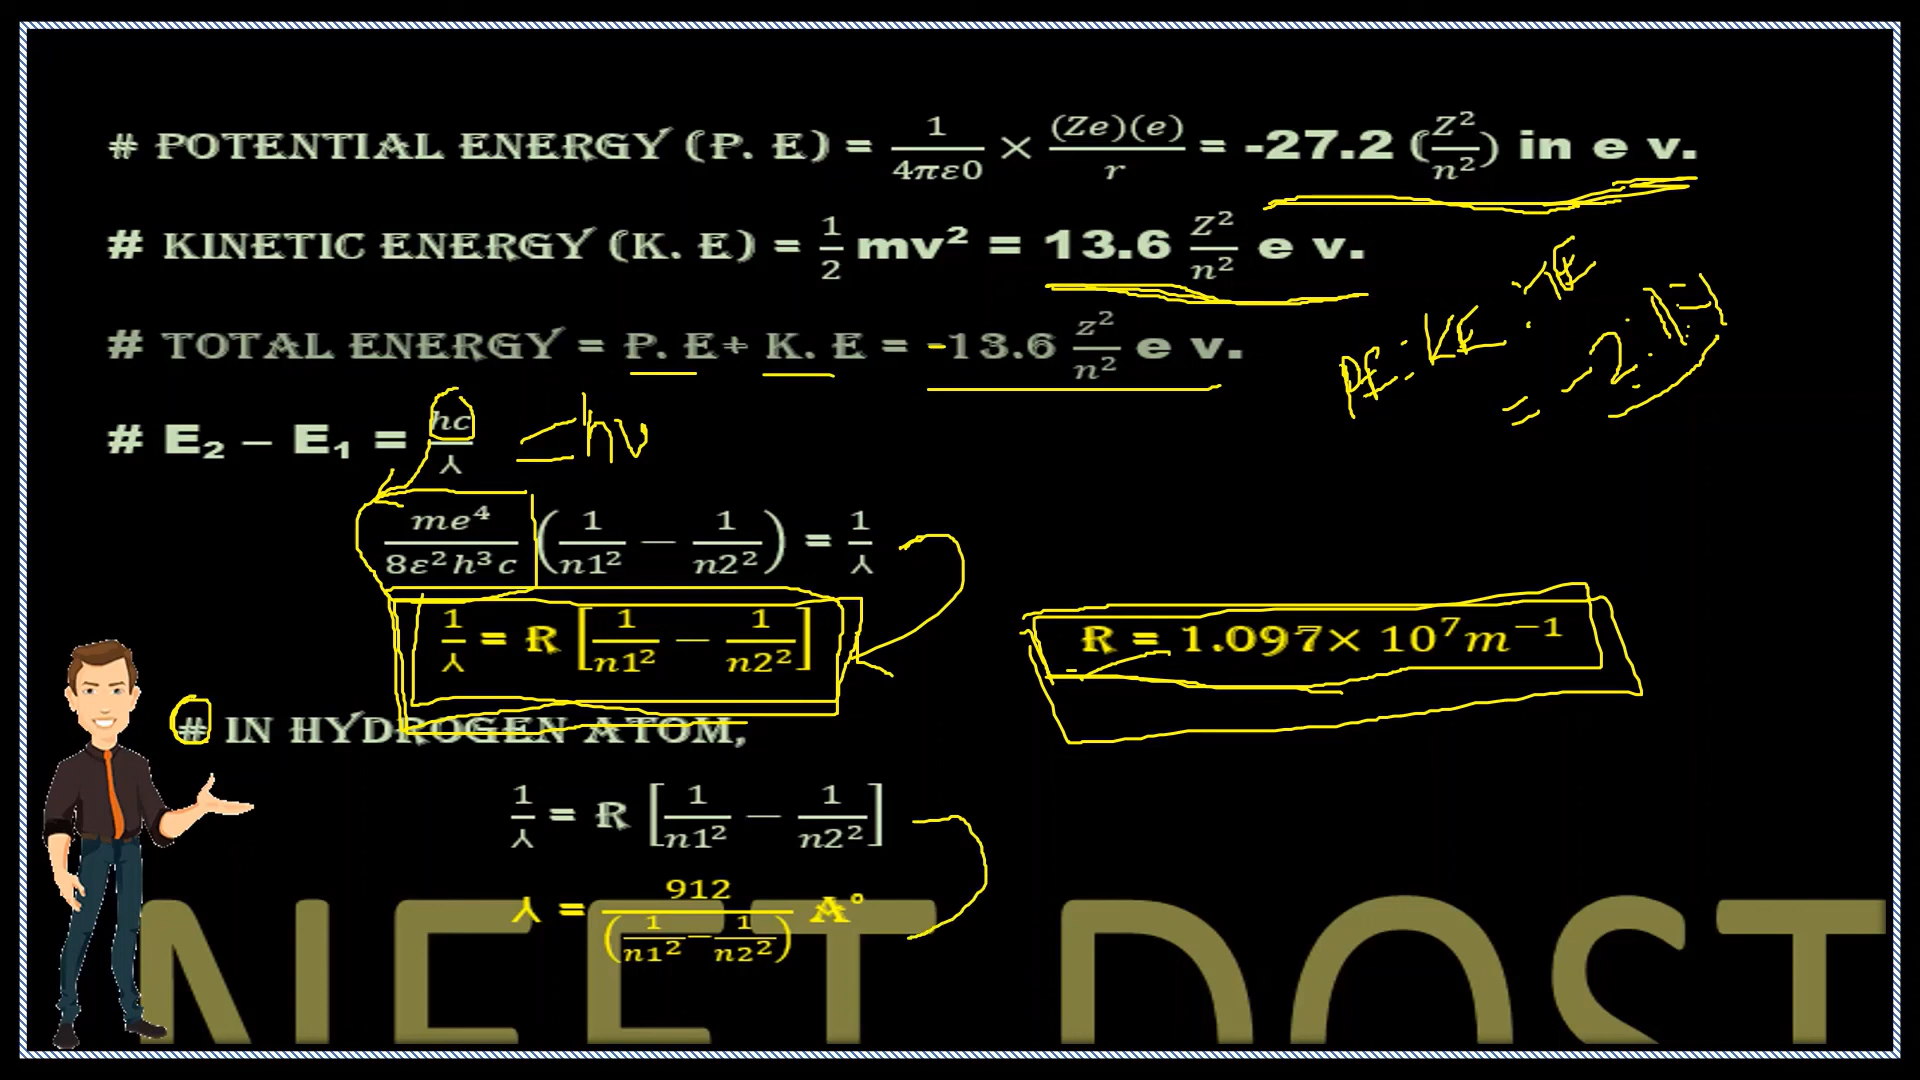 # POTENTIAL ENERGY (P. E) = 1/4πε0 × (Ze)(e)/r = -27.2 (Z²/n²) in e v.
# KINETIC ENERGY (K. E) = 1/2 mv² = 13.6 Z²/n² e v.
# TOTAL ENERGY = P. E+ K. E = -13.6 z²/n² e v.
PE : KE : TE
= -2 : 1 : -1
# E₂ – E₁ = hc/⅄ = hν
me⁴/8ε²h³c (1/n1² − 1/n2²) = 1/⅄
1/⅄ = R [1/n1² − 1/n2²]
R = 1.097× 10⁷m⁻¹
# IN HYDROGEN ATOM,
1/⅄ = R [1/n1² − 1/n2²]
⅄ = 912/(1/n1² − 1/n2²) A°
NEET DOST